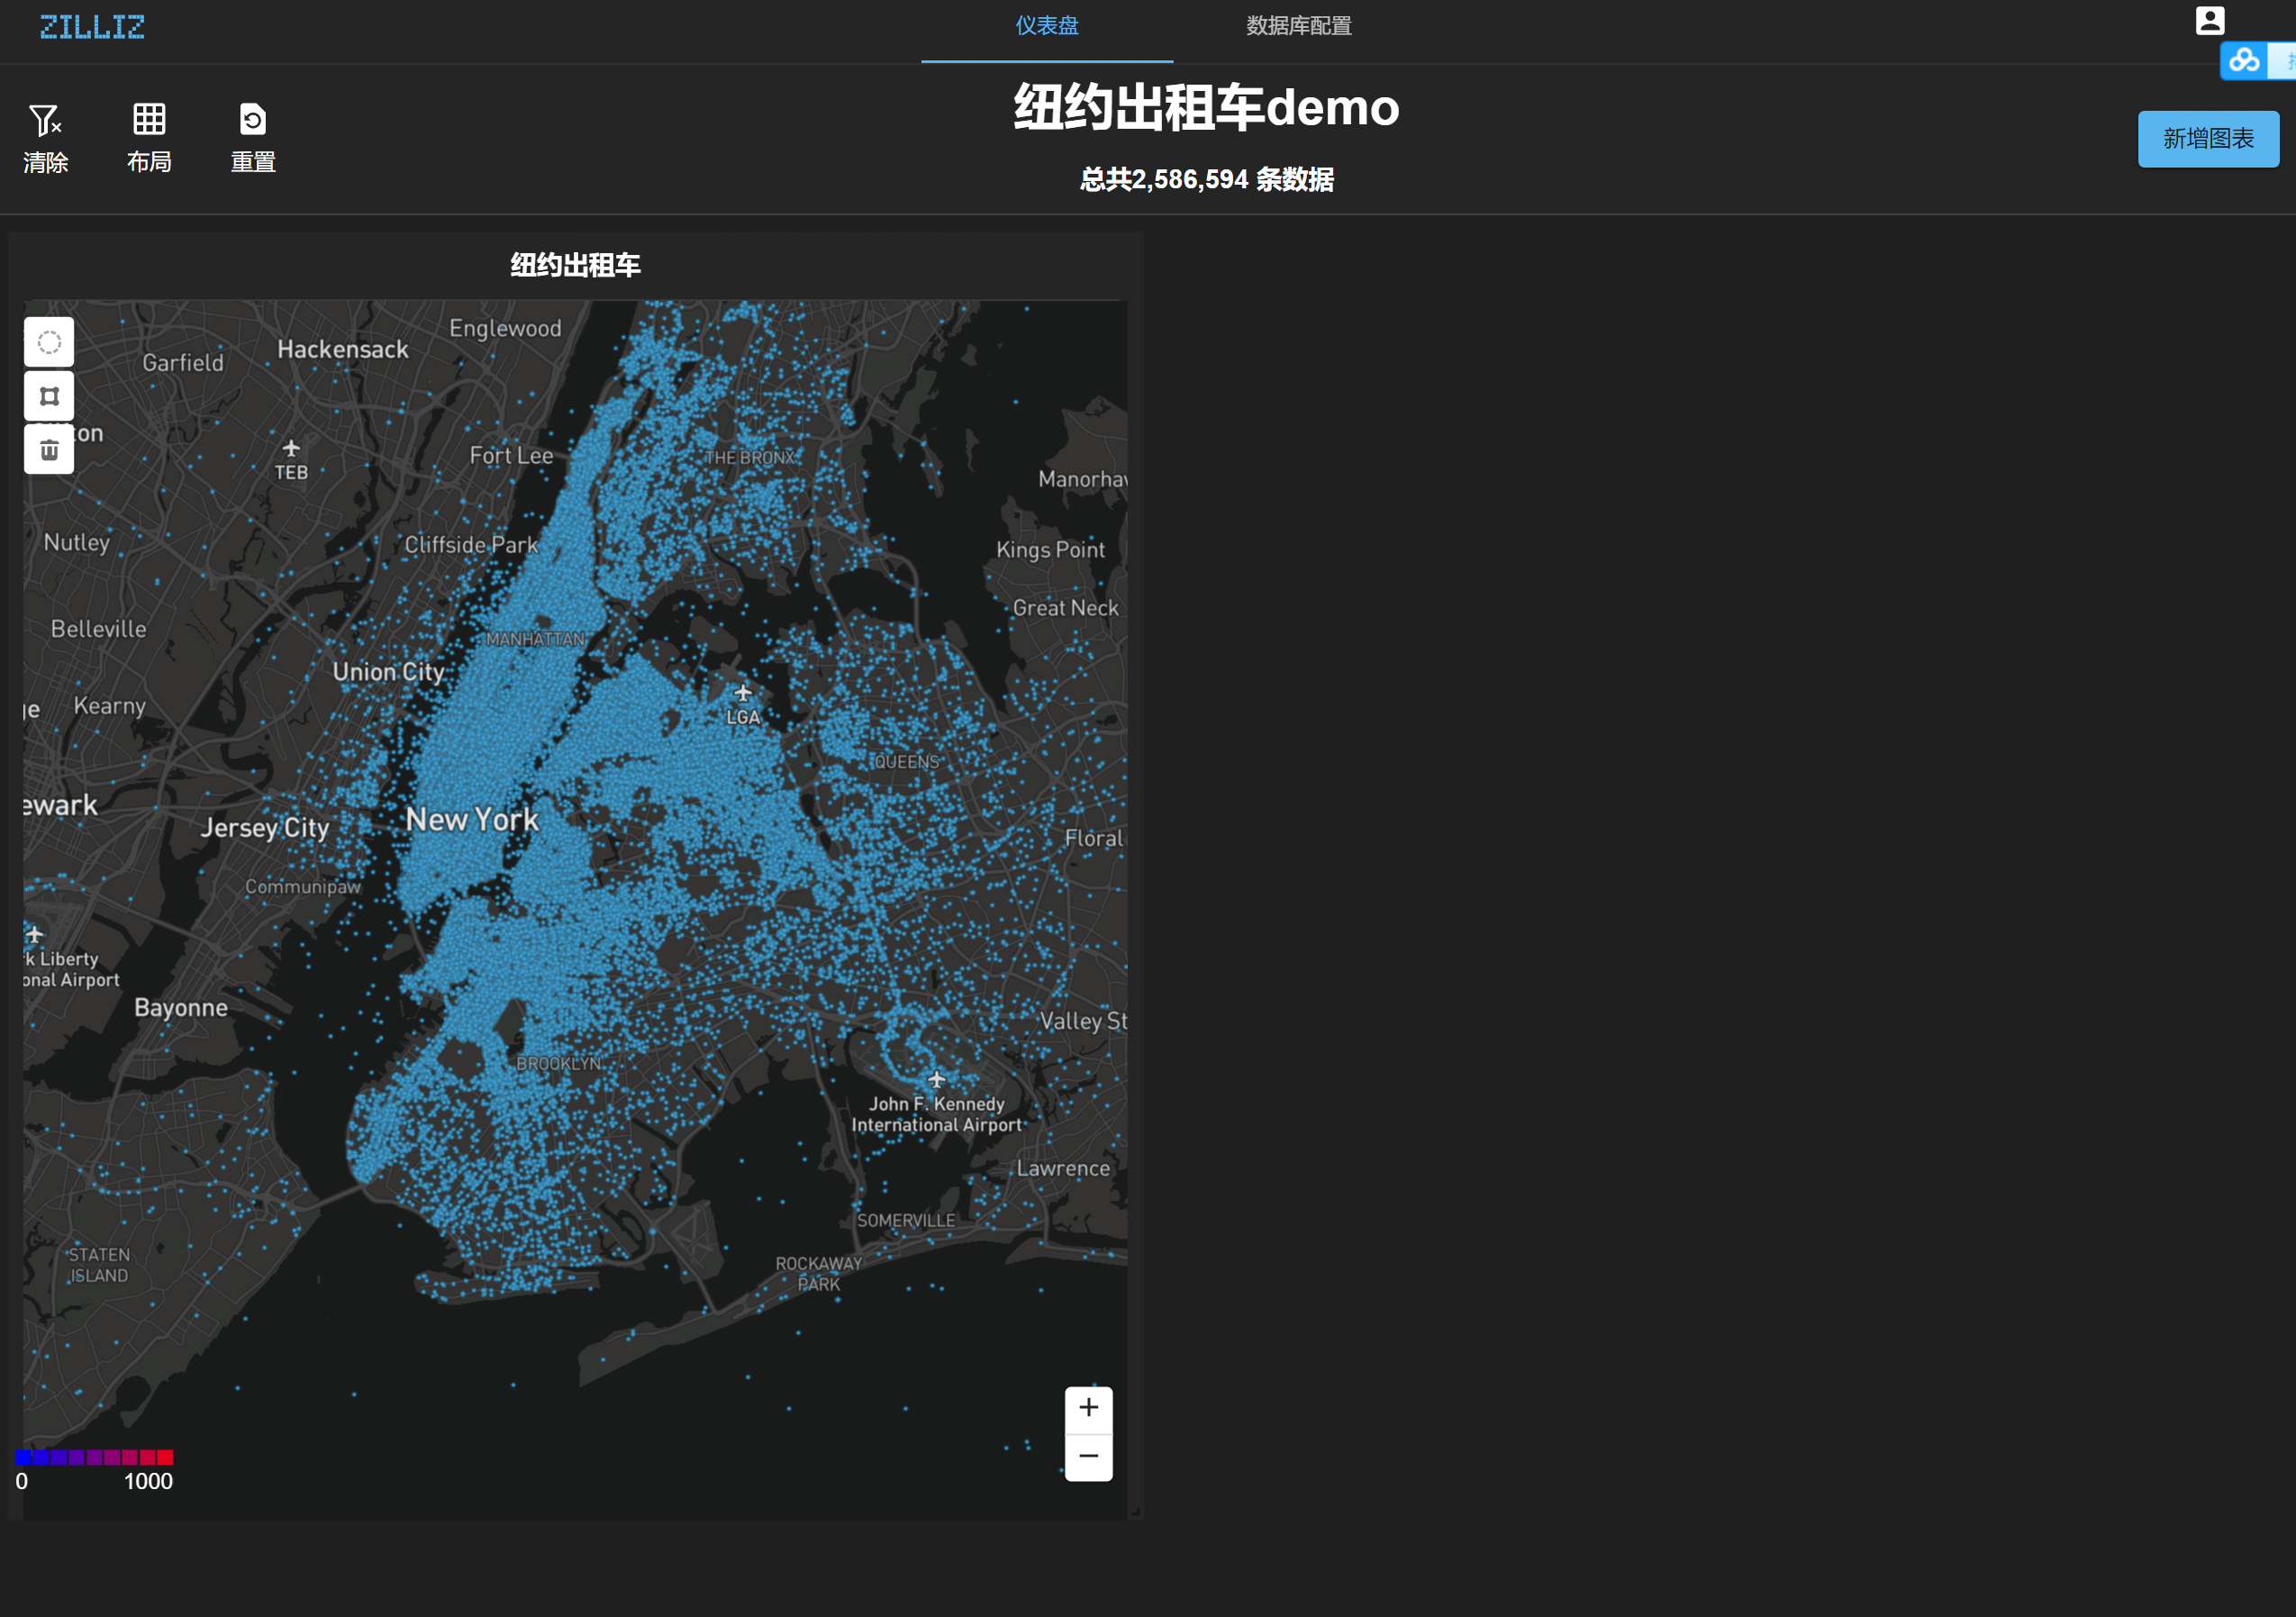 ZILLIZ
仪表盘
数据库配置
清除
布局
重置
纽约出租车demo
总共2,586,594 条数据
新增图表
纽约出租车
Englewood
Hackensack
Garfield
TEB
Fort Lee
THE BRONX
Manorhav
Nutley
Cliffside Park
Kings Point
Great Neck
Belleville
MANHATTAN
Union City
Kearny
LGA
QUEENS
ewark
New York
Jersey City
Floral
Communipaw
rk Liberty
onal Airport
Bayonne
Valley St
BROOKLYN
John F. Kennedy
International Airport
Lawrence
SOMERVILLE
STATEN
ISLAND
ROCKAWAY
PARK
+
−
0
1000